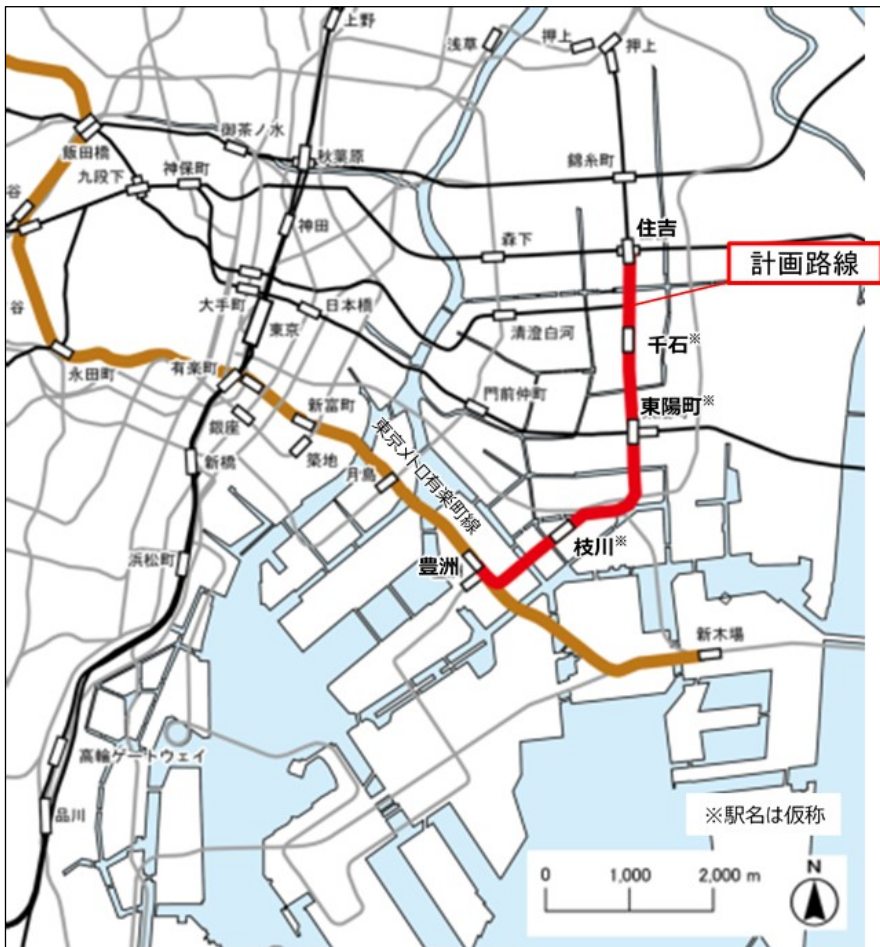 上野
浅草
押上
押上
御茶ノ水
飯田橋
秋葉原
錦糸町
九段下
神保町
谷
神田
森下
住吉
計画路線
大手町
日本橋
谷
東京
清澄白河
千石※
永田町
有楽町
門前仲町
東陽町※
新富町
銀座
築地
新橋
東京メトロ有楽町線
月島
枝川※
浜松町
豊洲
新木場
高輪ゲートウェイ
品川
※駅名は仮称
0 1,000 2,000 m
N